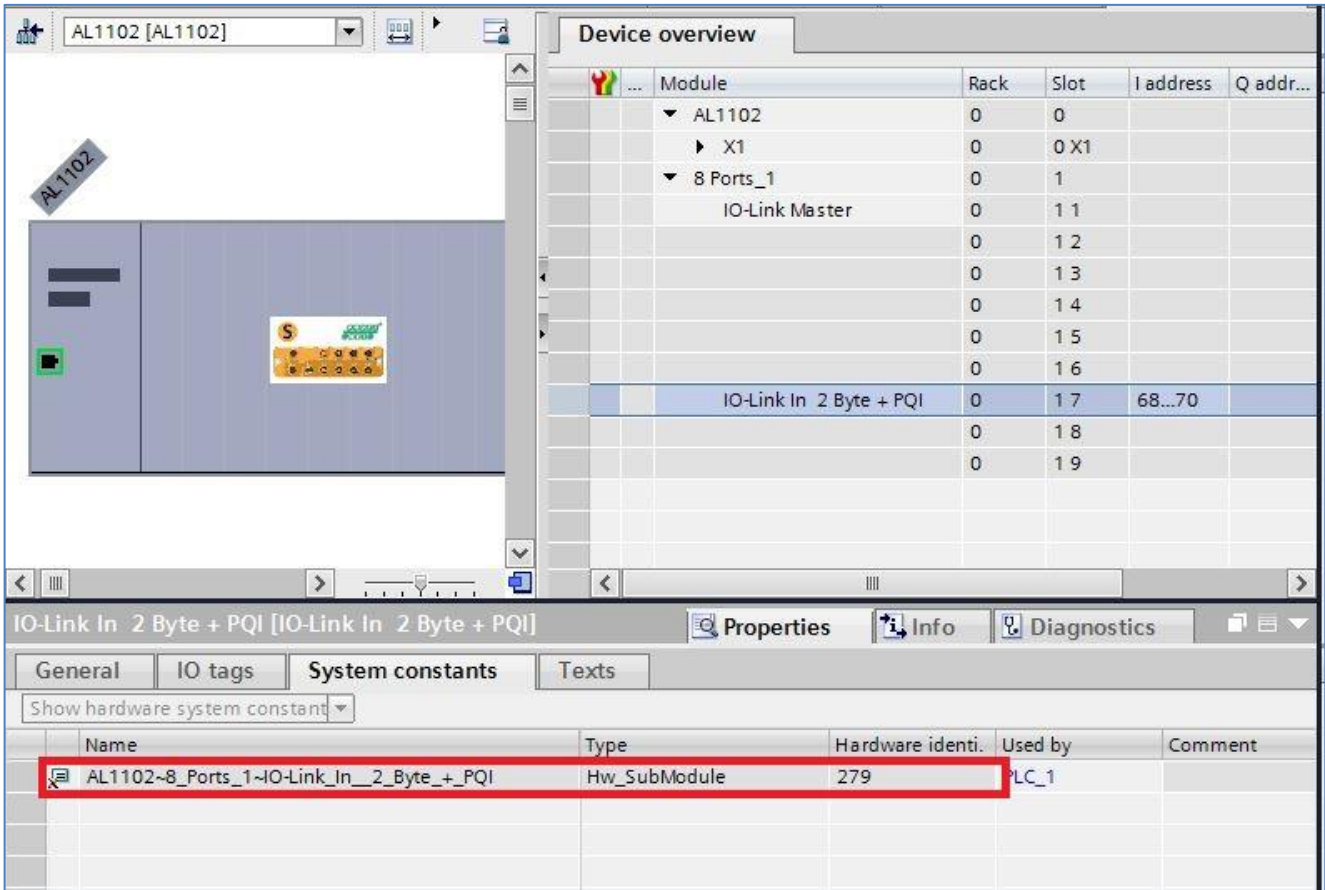 AL1102 [AL1102]
AL1102
S
Device overview
... Module Rack Slot I address Q addr...
AL1102 0 0
X1 0 0 X1
8 Ports_1 0 1
IO-Link Master 0 1 1
0 1 2
0 1 3
0 1 4
0 1 5
0 1 6
IO-Link In 2 Byte + PQI 0 1 7 68...70
0 1 8
0 1 9
IO-Link In 2 Byte + PQI [IO-Link In 2 Byte + PQI]
Properties Info Diagnostics
General IO tags System constants Texts
Show hardware system constant
Name Type Hardware identi. Used by Comment
AL1102~8_Ports_1~IO-Link_In__2_Byte_+_PQI Hw_SubModule 279 PLC_1